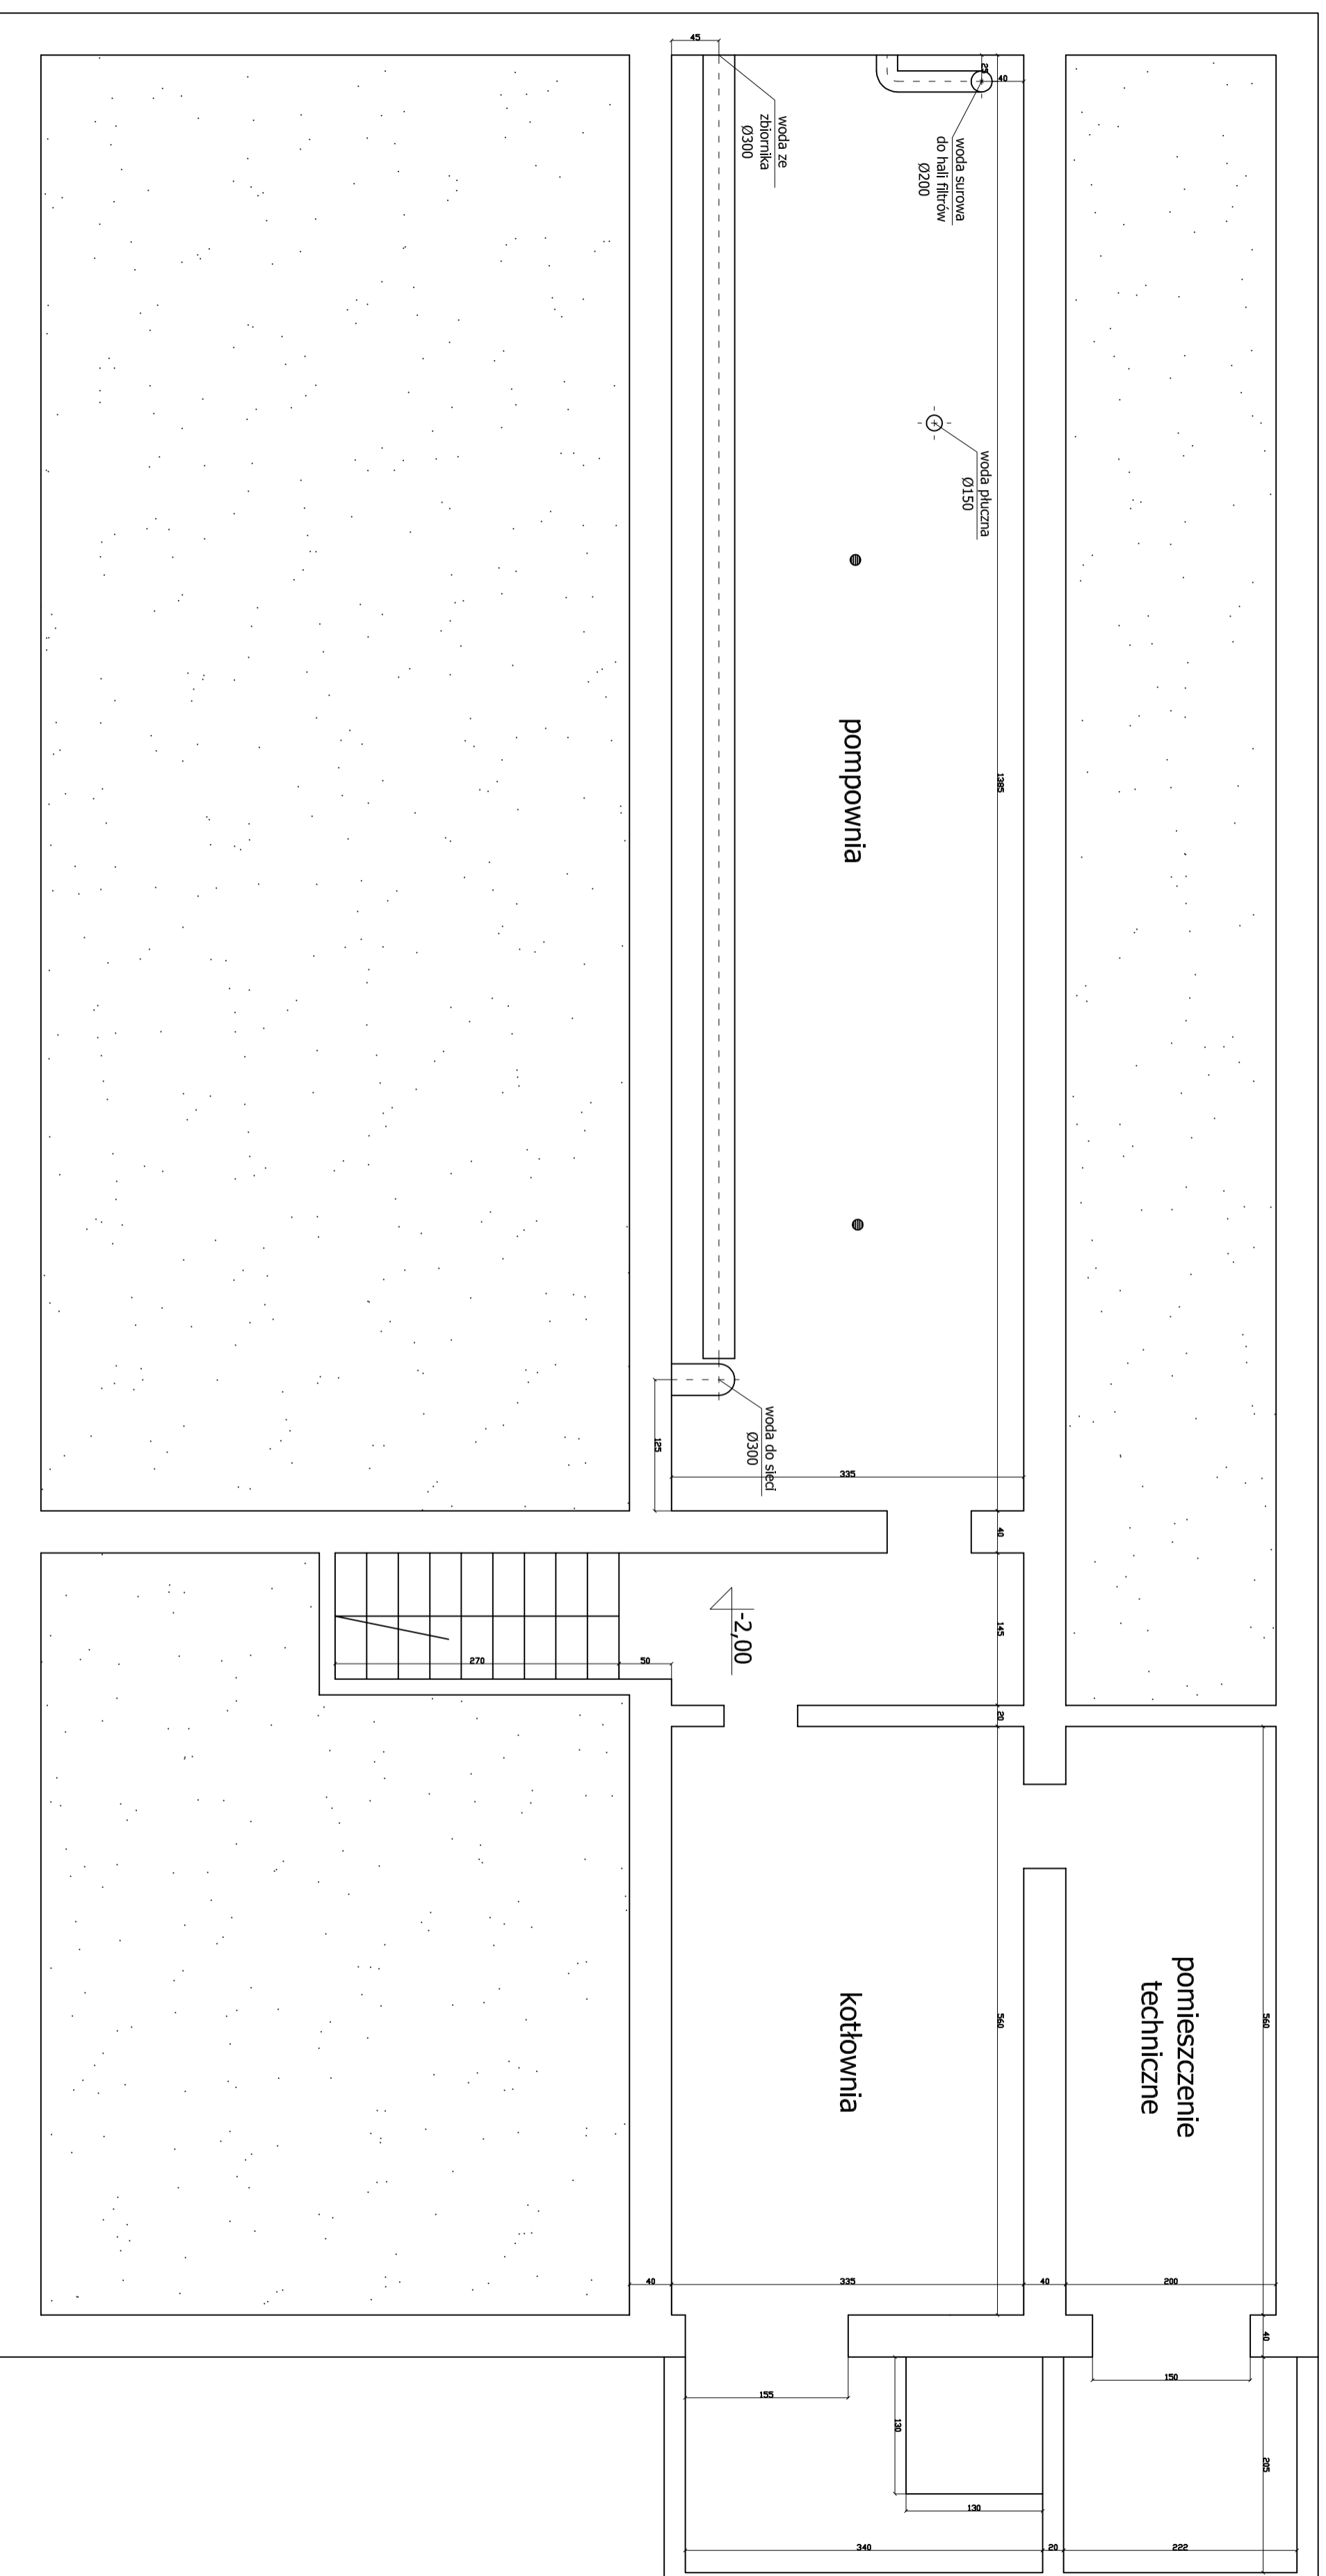 45
25
40
woda ze
zbiornika
Ø300
woda surowa
do hali filtrów
Ø200
woda płuczna
Ø150
pompownia
1385
woda do sieci
Ø300
125
335
40
-2,00
145
270
50
20
kotłownia
560
pomieszczenie
techniczne
560
40
335
40
200
40
155
150
130
130
205
340
20
222